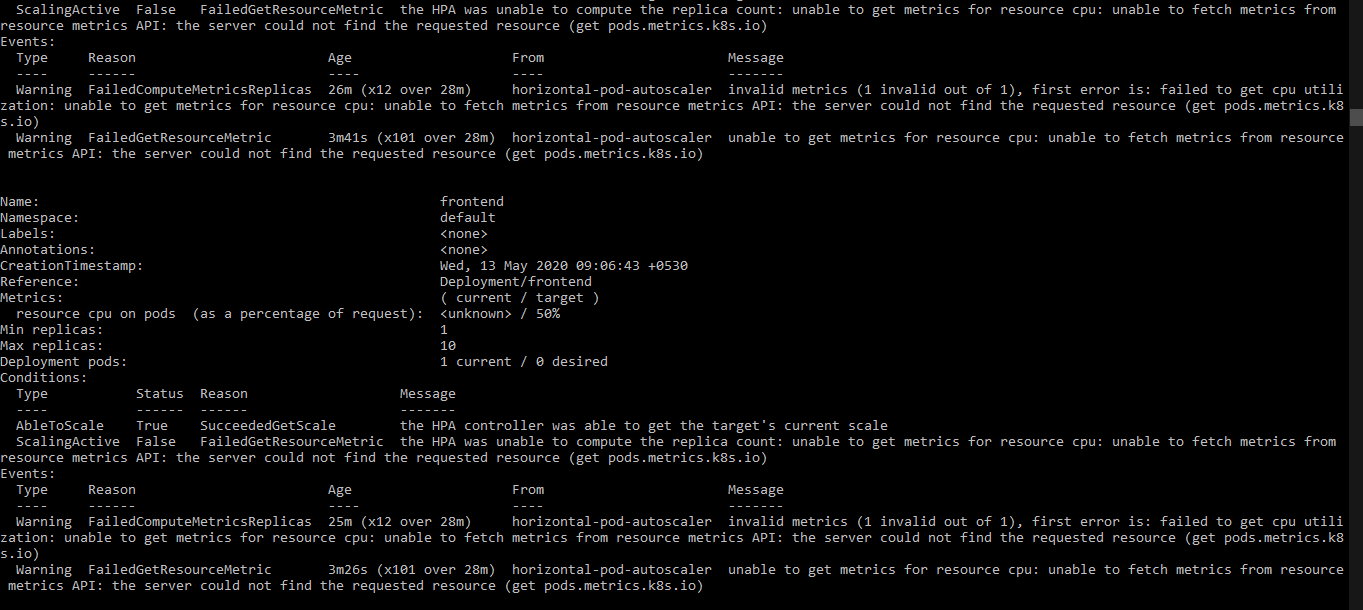 ScalingActive  False   FailedGetResourceMetric  the HPA was unable to compute the replica count: unable to get metrics for resource cpu: unable to fetch metrics from
resource metrics API: the server could not find the requested resource (get pods.metrics.k8s.io)
Events:
  Type     Reason                        Age                    From                       Message
  ----     ------                        ----                   ----                       -------
  Warning  FailedComputeMetricsReplicas  26m (x12 over 28m)     horizontal-pod-autoscaler  invalid metrics (1 invalid out of 1), first error is: failed to get cpu utili
zation: unable to get metrics for resource cpu: unable to fetch metrics from resource metrics API: the server could not find the requested resource (get pods.metrics.k8
s.io)
  Warning  FailedGetResourceMetric       3m41s (x101 over 28m)  horizontal-pod-autoscaler  unable to get metrics for resource cpu: unable to fetch metrics from resource
 metrics API: the server could not find the requested resource (get pods.metrics.k8s.io)
Name:                                                  frontend
Namespace:                                             default
Labels:                                                <none>
Annotations:                                           <none>
CreationTimestamp:                                     Wed, 13 May 2020 09:06:43 +0530
Reference:                                             Deployment/frontend
Metrics:                                               ( current / target )
  resource cpu on pods  (as a percentage of request):  <unknown> / 50%
Min replicas:                                          1
Max replicas:                                          10
Deployment pods:                                       1 current / 0 desired
Conditions:
  Type           Status  Reason                   Message
  ----           ------  ------                   -------
  AbleToScale    True    SucceededGetScale        the HPA controller was able to get the target's current scale
  ScalingActive  False   FailedGetResourceMetric  the HPA was unable to compute the replica count: unable to get metrics for resource cpu: unable to fetch metrics from
resource metrics API: the server could not find the requested resource (get pods.metrics.k8s.io)
Events:
  Type     Reason                        Age                    From                       Message
  ----     ------                        ----                   ----                       -------
  Warning  FailedComputeMetricsReplicas  25m (x12 over 28m)     horizontal-pod-autoscaler  invalid metrics (1 invalid out of 1), first error is: failed to get cpu utili
zation: unable to get metrics for resource cpu: unable to fetch metrics from resource metrics API: the server could not find the requested resource (get pods.metrics.k8
s.io)
  Warning  FailedGetResourceMetric       3m26s (x101 over 28m)  horizontal-pod-autoscaler  unable to get metrics for resource cpu: unable to fetch metrics from resource
 metrics API: the server could not find the requested resource (get pods.metrics.k8s.io)